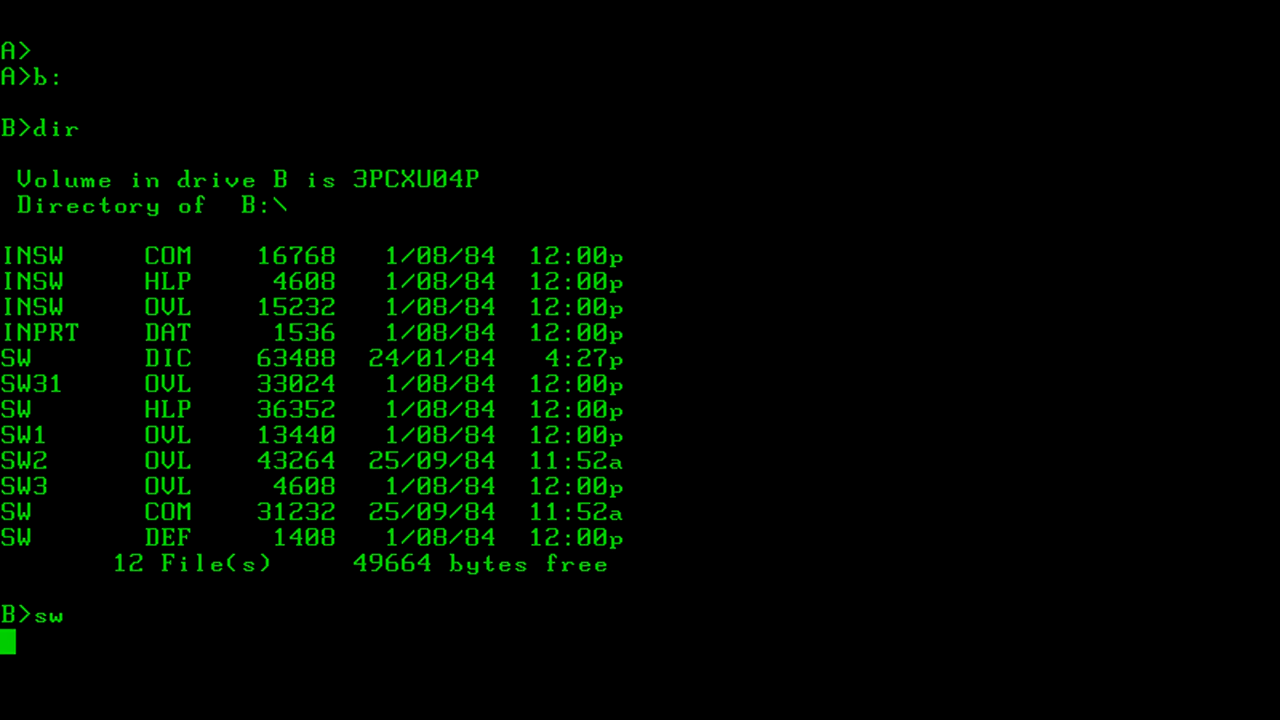 A>
A>b:
B>dir
Volume in drive B is 3PCXU04P
Directory of  B:\
INSW     COM    16768   1/08/84  12:00p
INSW     HLP     4608   1/08/84  12:00p
INSW     OVL    15232   1/08/84  12:00p
INPRT    DAT     1536   1/08/84  12:00p
SW       DIC    63488  24/01/84   4:27p
SW31     OVL    33024   1/08/84  12:00p
SW       HLP    36352   1/08/84  12:00p
SW1      OVL    13440   1/08/84  12:00p
SW2      OVL    43264  25/09/84  11:52a
SW3      OVL     4608   1/08/84  12:00p
SW       COM    31232  25/09/84  11:52a
SW       DEF     1408   1/08/84  12:00p
12 File(s)     49664 bytes free
B>sw